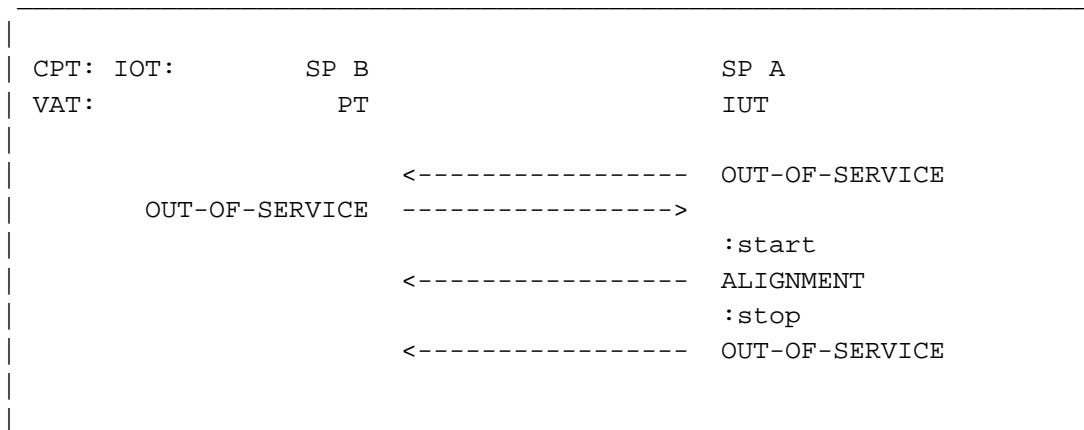 CPT: IOT: SP B SP A
VAT: PT IUT
<----------------- OUT-OF-SERVICE
OUT-OF-SERVICE ----------------->
:start
<----------------- ALIGNMENT
:stop
<----------------- OUT-OF-SERVICE